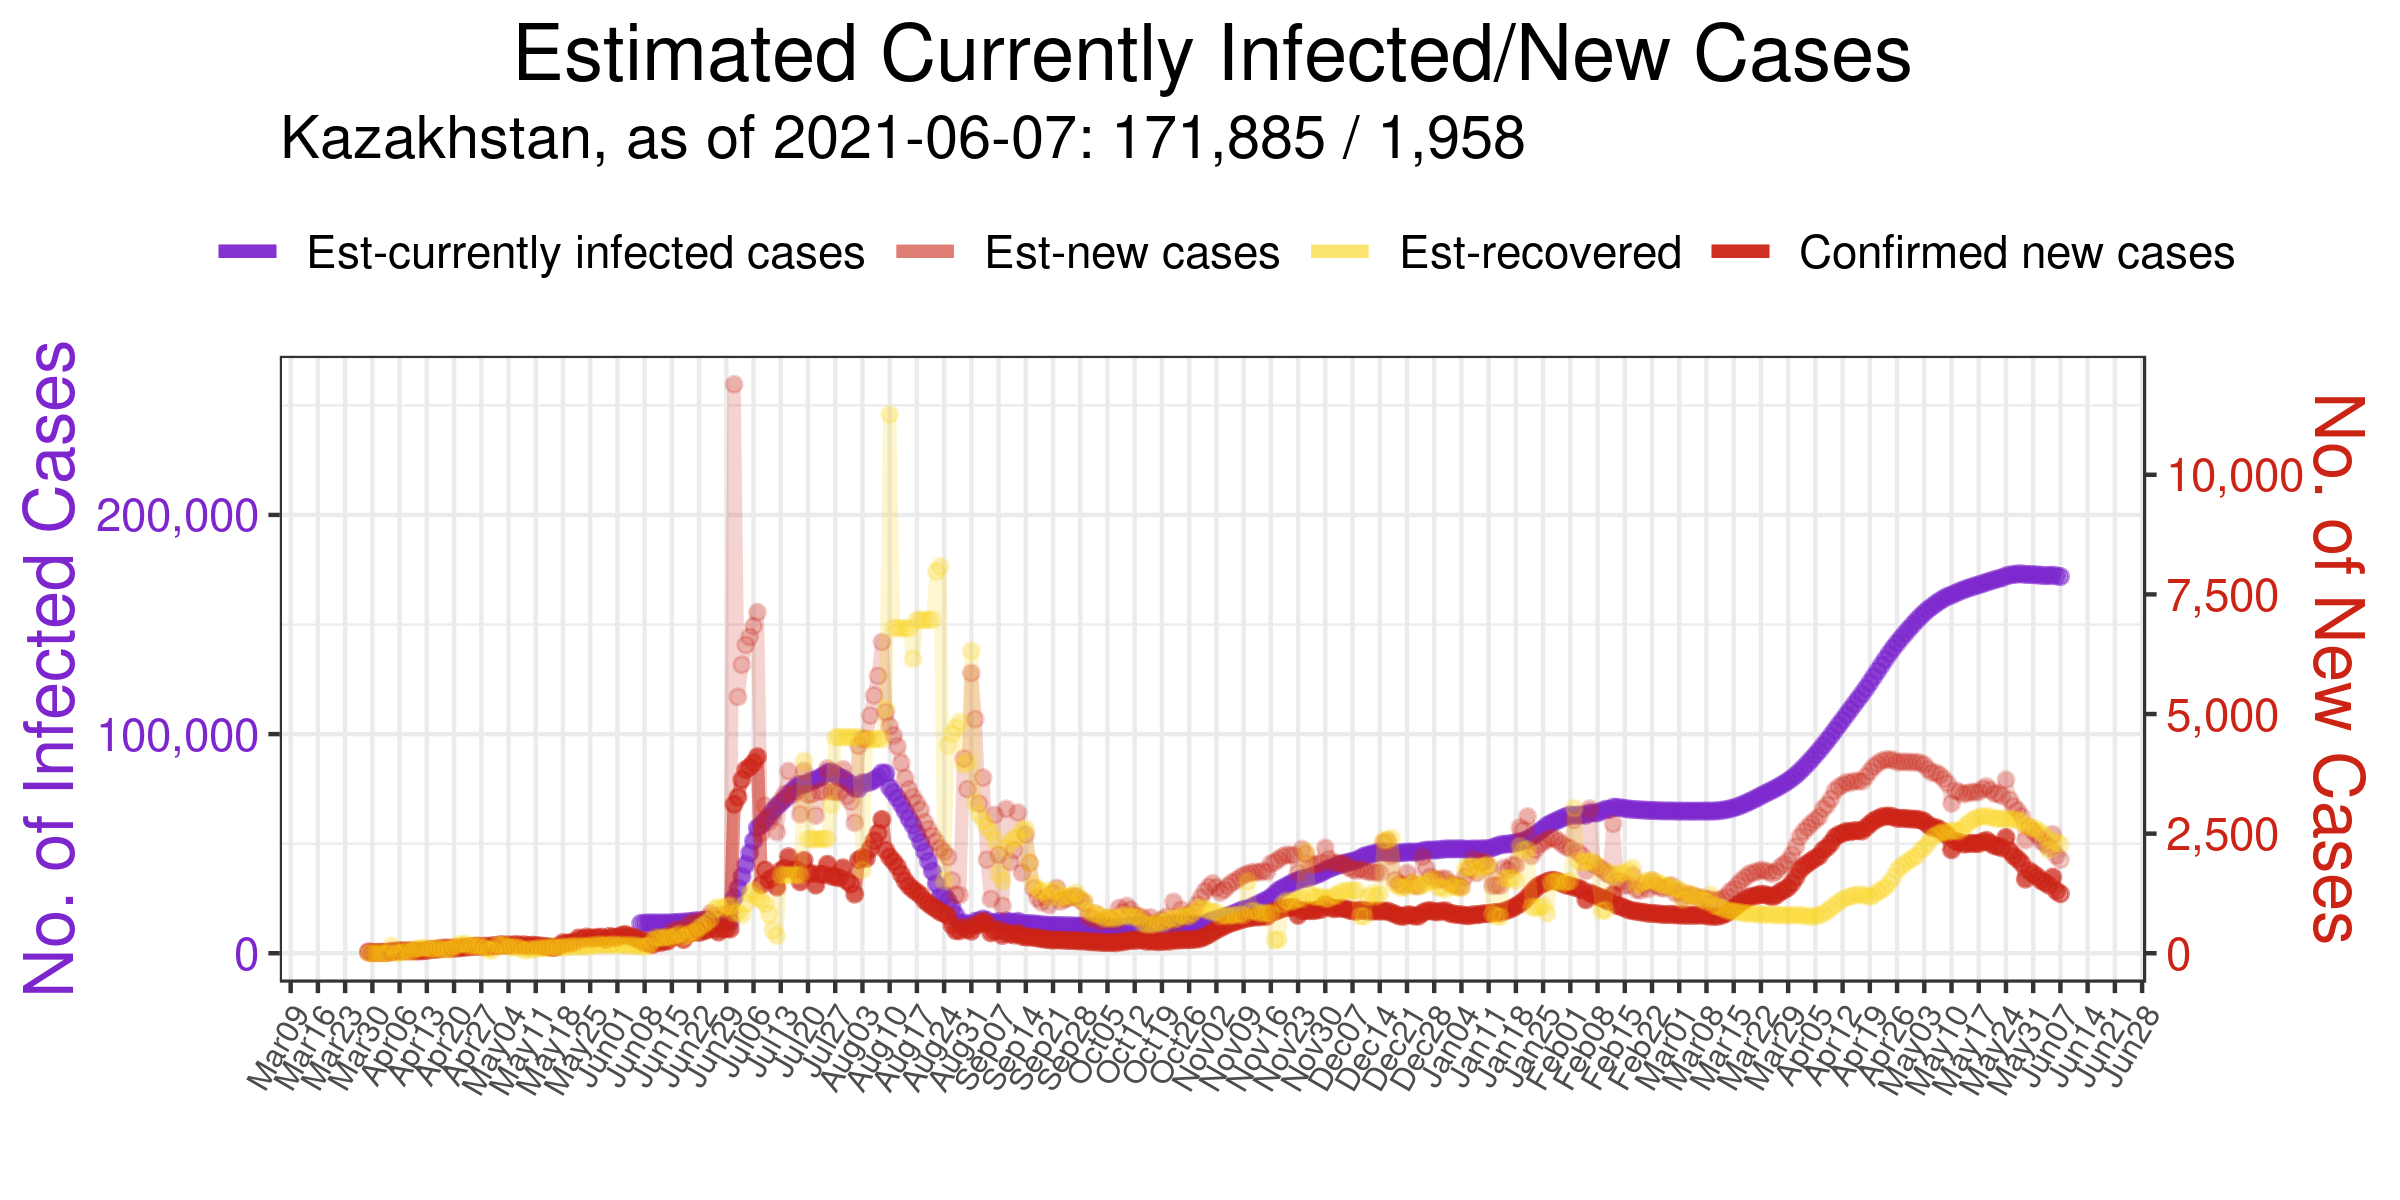 Estimated Currently Infected/New Cases
Kazakhstan, as of 2021-06-07: 171,885 / 1,958
Est-currently infected cases
Est-new cases
Est-recovered
Confirmed new cases
No. of Infected Cases
200,000
100,000
0
10,000
7,500
5,000
2,500
0
No. of New Cases
Mar09
Mar16
Mar23
Mar30
Apr06
Apr13
Apr20
Apr27
May04
May11
May18
May25
Jun01
Jun08
Jun15
Jun22
Jun29
Jul06
Jul13
Jul20
Jul27
Aug03
Aug10
Aug17
Aug24
Aug31
Sep07
Sep14
Sep21
Sep28
Oct05
Oct12
Oct19
Oct26
Nov02
Nov09
Nov16
Nov23
Nov30
Dec07
Dec14
Dec21
Dec28
Jan04
Jan11
Jan18
Jan25
Feb01
Feb08
Feb15
Feb22
Mar01
Mar08
Mar15
Mar22
Mar29
Apr05
Apr12
Apr19
Apr26
May03
May10
May17
May24
May31
Jun07
Jun14
Jun21
Jun28